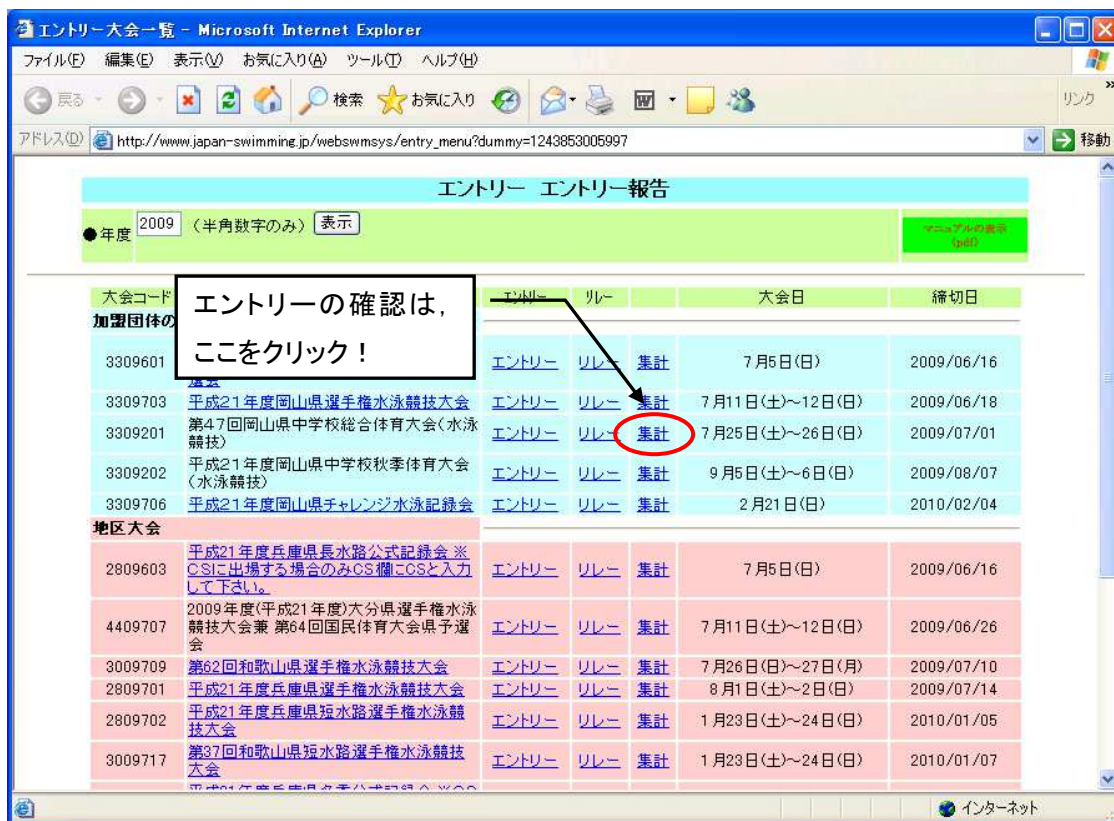 エントリー大会一覧 - Microsoft Internet Explorer
ファイル(F) 編集(E) 表示(V) お気に入り(A) ツール(T) ヘルプ(H)
戻る 検索 お気に入り リンク »
アドレス(D) http://www.japan-swimming.jp/webswmsys/entry_menu?dummy=1243853005997 移動
エントリー エントリー報告
●年度 2009 (半角数字のみ) 表示 マニュアルの表示
(pdf)
大会コード エントリー リレー 大会日 締切日
エントリーの確認は,
ここをクリック！
加盟団体の
3309601 エントリー リレー 集計 7月5日(日) 2009/06/16
3309703 平成21年度岡山県選手権水泳競技大会 エントリー リレー 集計 7月11日(土)～12日(日) 2009/06/18
3309201 第47回岡山県中学校総合体育大会(水泳
競技) エントリー リレー 集計 7月25日(土)～26日(日) 2009/07/01
3309202 平成21年度岡山県中学校秋季体育大会
(水泳競技) エントリー リレー 集計 9月5日(土)～6日(日) 2009/08/07
3309706 平成21年度岡山県チャレンジ水泳記録会 エントリー リレー 集計 2月21日(日) 2010/02/04
地区大会
2809603 平成21年度兵庫県長水路公式記録会 ※
CSIに出場する場合のみCS欄にCSと入力
して下さい。 エントリー リレー 集計 7月5日(日) 2009/06/16
4409707 2009年度(平成21年度)大分県選手権水泳
競技大会兼 第64回国民体育大会県予選
会 エントリー リレー 集計 7月11日(土)～12日(日) 2009/06/26
3009709 第62回和歌山県選手権水泳競技大会 エントリー リレー 集計 7月26日(日)～27日(月) 2009/07/10
2809701 平成21年度兵庫県選手権水泳競技大会 エントリー リレー 集計 8月1日(土)～2日(日) 2009/07/14
2809702 平成21年度兵庫県短水路選手権水泳競
技大会 エントリー リレー 集計 1月23日(土)～24日(日) 2010/01/05
3009717 第37回和歌山県短水路選手権水泳競技
大会 エントリー リレー 集計 1月23日(土)～24日(日) 2010/01/07
インターネット